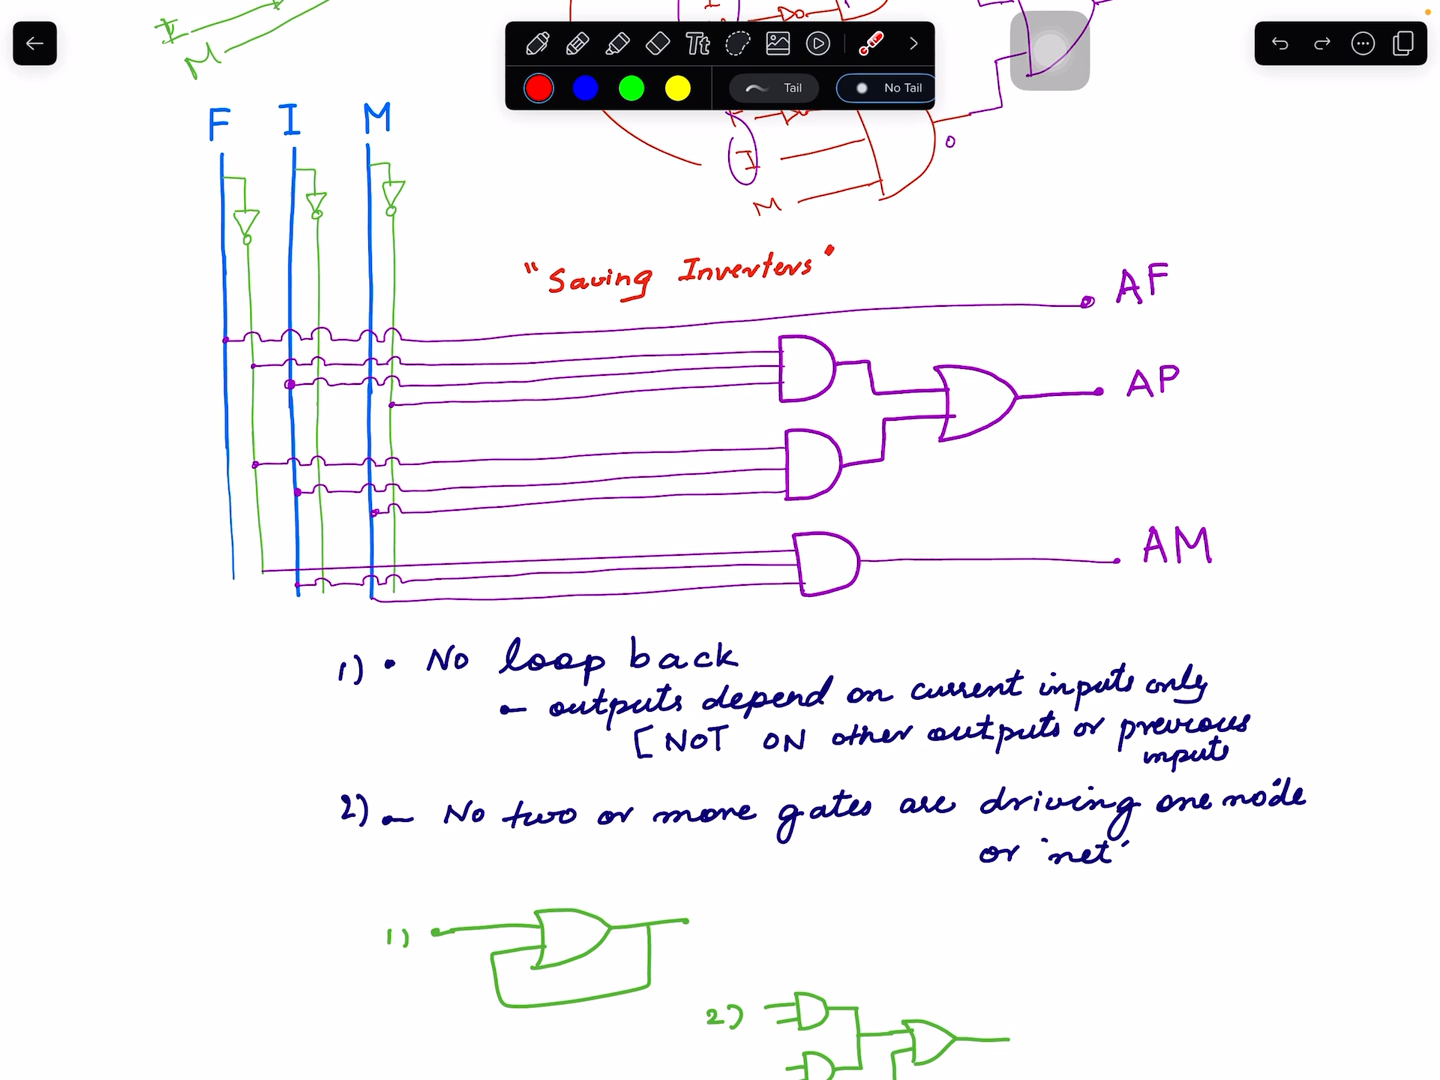 I
M
I
Tt
Tail
No Tail
F I M
I
M
0
"Saving Inverters"
AF
AP
AM
1) • No loop back
- outputs depend on current inputs only
[NOT ON other outputs or previous
inputs
2) - No two or more gates are driving one node
or 'net'
1)
2)